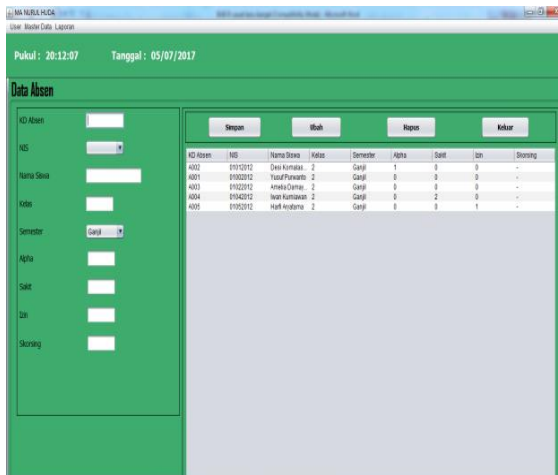 MA NURUL HUDA
User Master Data Laporan
Pukul : 20:12:07 Tanggal : 05/07/2017
Data Absen
KD Absen
NIS
Nama Siswa
Kelas
Semester Ganjil
Alpha
Sakit
Izin
Skorsing
Simpan Ubah Hapus Keluar
KD Absen NIS Nama Siswa Kelas Semester Alpha Sakit Izin Skorsing
A002 01012012 Desi Komalas... 2 Ganjil 1 0 0 -
A001 01002012 Yusuf Purwanto 2 Ganjil 0 0 0 -
A003 01022012 Amelia Damay... 2 Ganjil 0 0 0 -
A004 01042012 Iwan Kurniawan 2 Ganjil 0 2 0 -
A005 01052012 Hafi 2 Ganjil 0 0 1 -